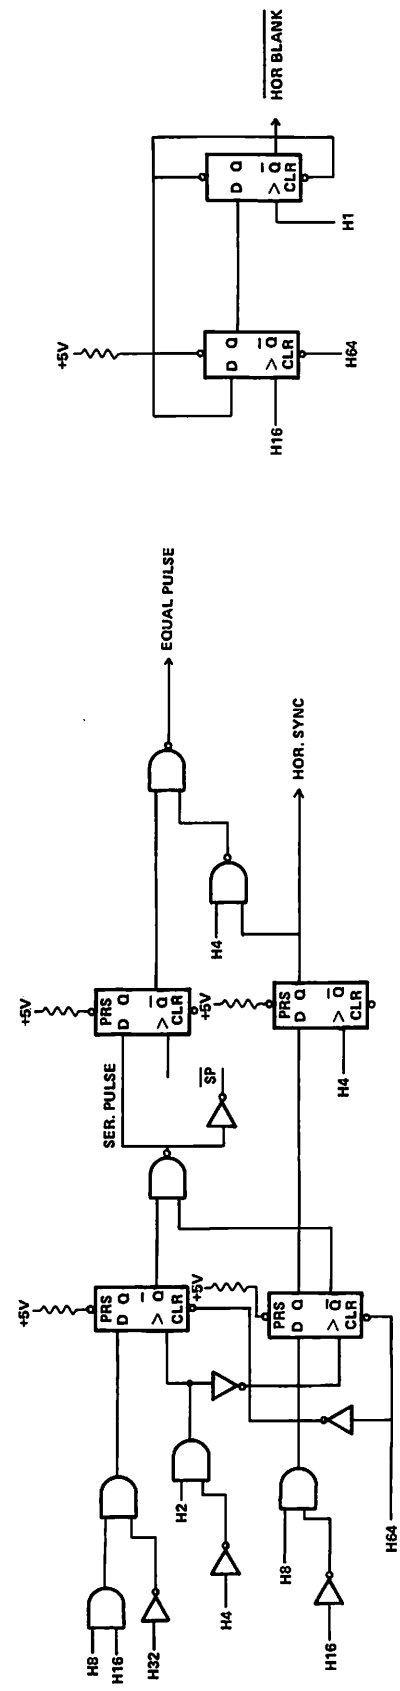 H8
H16
H32
H2
H4
+5V
PRS
D Q
> Q
CLR
H8
H16
H64
+5V
PRS
D Q
> Q
CLR
SER. PULSE
SP
+5V
PRS
D Q
> Q
CLR
+5V
PRS
D Q
> Q
CLR
H4
H4
EQUAL PULSE
HOR. SYNC
+5V
D Q
> Q
CLR
H16
H64
D Q
> Q
CLR
H1
HOR BLANK